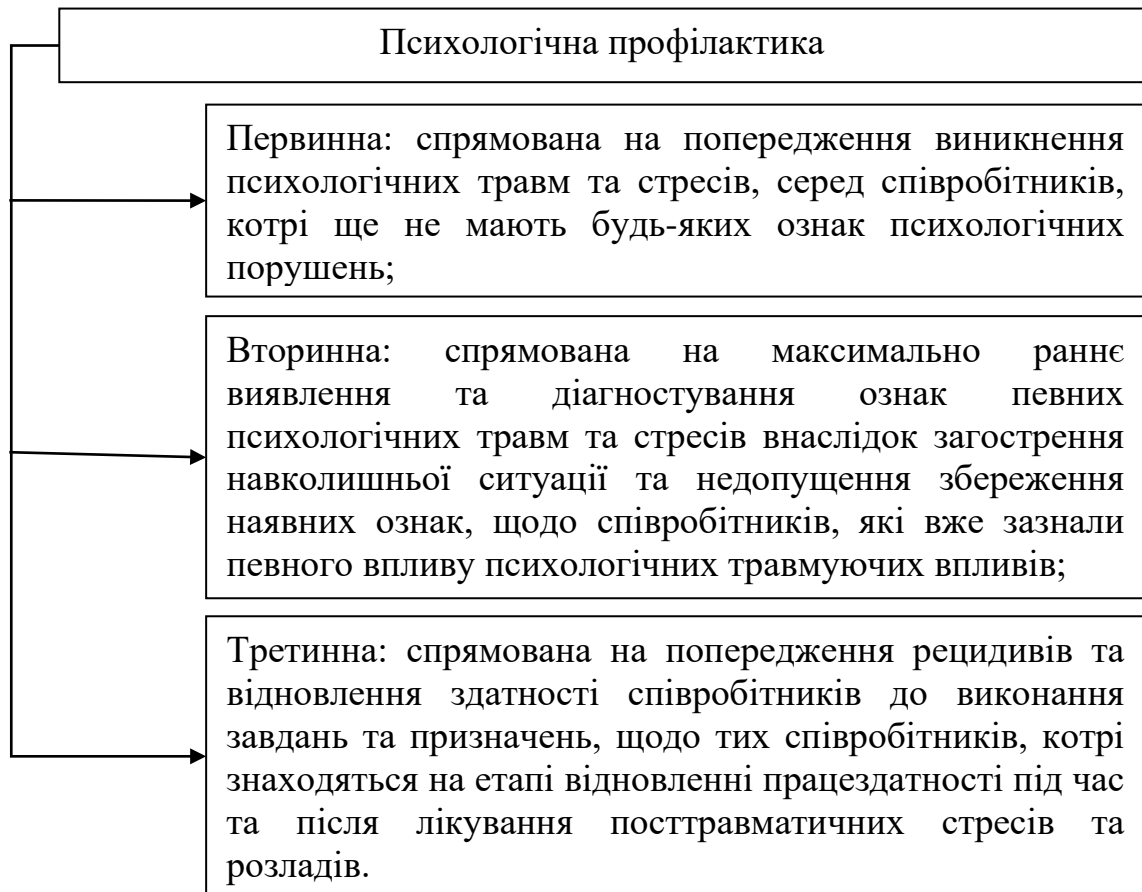 Психологічна профілактика
Первинна: спрямована на попередження виникнення
психологічних травм та стресів, серед співробітників,
котрі ще не мають будь-яких ознак психологічних
порушень;
Вторинна: спрямована на максимально раннє
виявлення та діагностування ознак певних
психологічних травм та стресів внаслідок загострення
навколишньої ситуації та недопущення збереження
наявних ознак, щодо співробітників, які вже зазнали
певного впливу психологічних травмуючих впливів;
Третинна: спрямована на попередження рецидивів та
відновлення здатності співробітників до виконання
завдань та призначень, щодо тих співробітників, котрі
знаходяться на етапі відновленні працездатності під час
та після лікування посттравматичних стресів та
розладів.